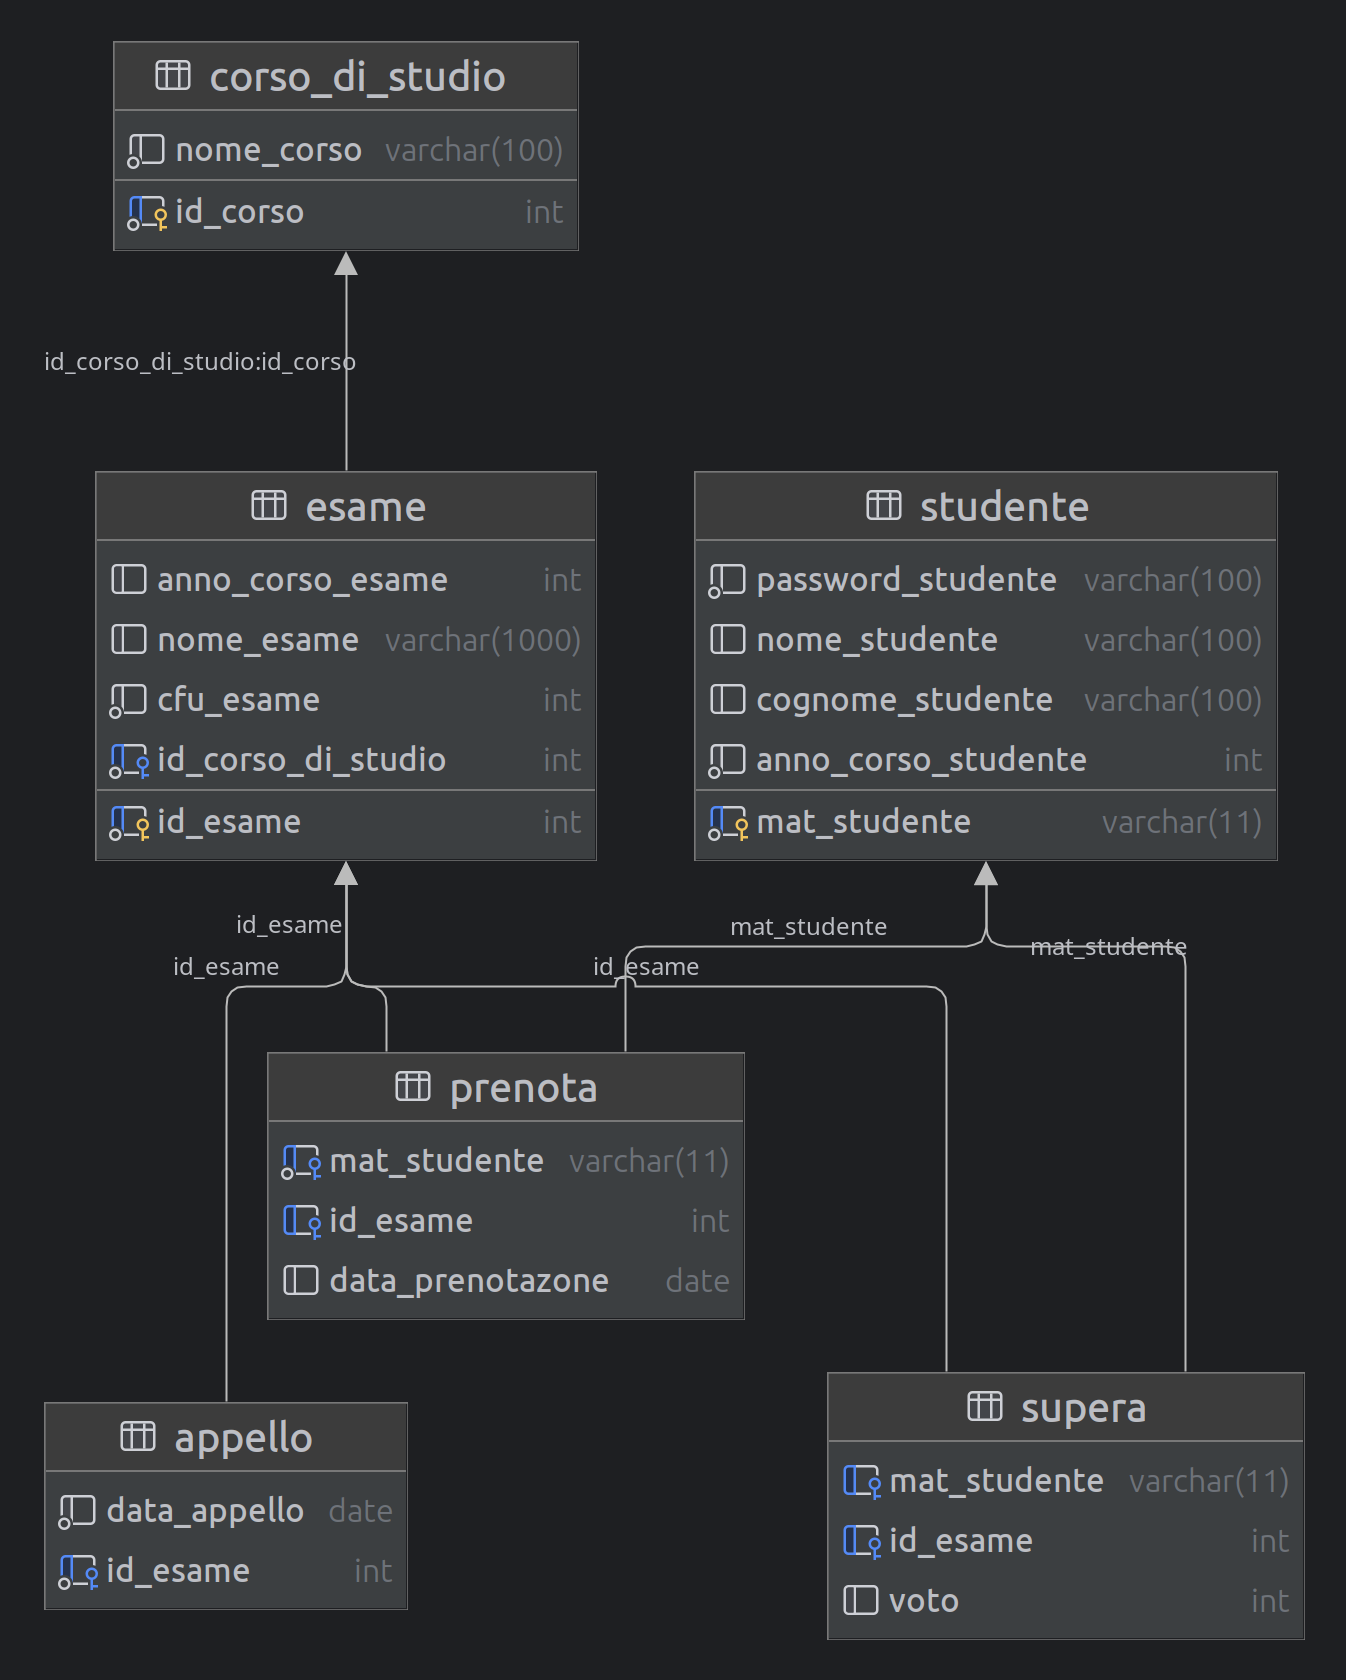 corso_di_studio
nome_corso varchar(100)
id_corso int
id_corso_di_studio:id_corso
esame
anno_corso_esame int
nome_esame varchar(1000)
cfu_esame int
id_corso_di_studio int
id_esame int
studente
password_studente varchar(100)
nome_studente varchar(100)
cognome_studente varchar(100)
anno_corso_studente int
mat_studente varchar(11)
id_esame
mat_studente
mat_studente
id_esame
id_esame
prenota
mat_studente varchar(11)
id_esame int
data_prenotazone date
appello
data_appello date
id_esame int
supera
mat_studente varchar(11)
id_esame int
voto int